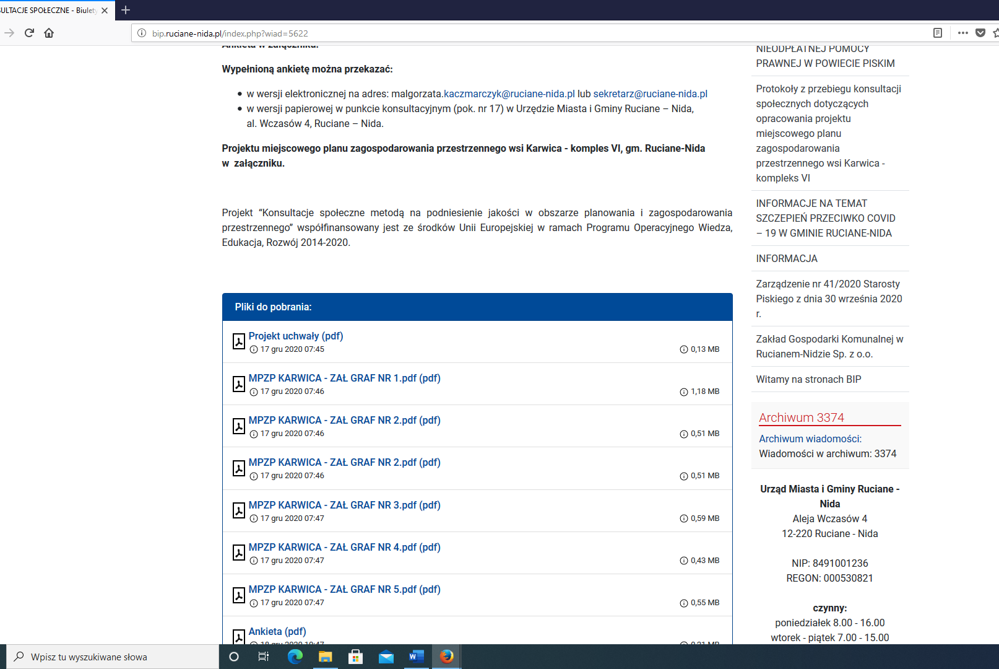 SULTACJE SPOŁECZNE - Biulety
bip.ruciane-nida.pl/index.php?wiad=5622
Ankieta w załączniku.
Wypełnioną ankietę można przekazać:
w wersji elektronicznej na adres: malgorzata.kaczmarczyk@ruciane-nida.pl lub sekretarz@ruciane-nida.pl
w wersji papierowej w punkcie konsultacyjnym (pok. nr 17) w Urzędzie Miasta i Gminy Ruciane – Nida,
al. Wczasów 4, Ruciane – Nida.
Projektu miejscowego planu zagospodarowania przestrzennego wsi Karwica - komples VI, gm. Ruciane-Nida
w załączniku.
Projekt “Konsultacje społeczne metodą na podniesienie jakości w obszarze planowania i zagospodarowania
przestrzennego” współfinansowany jest ze środków Unii Europejskiej w ramach Programu Operacyjnego Wiedza,
Edukacja, Rozwój 2014-2020.
Pliki do pobrania:
Projekt uchwały (pdf)
17 gru 2020 07:45
0,13 MB
MPZP KARWICA - ZAŁ GRAF NR 1.pdf (pdf)
17 gru 2020 07:46
1,18 MB
MPZP KARWICA - ZAŁ GRAF NR 2.pdf (pdf)
17 gru 2020 07:46
0,51 MB
MPZP KARWICA - ZAŁ GRAF NR 2.pdf (pdf)
17 gru 2020 07:46
0,51 MB
MPZP KARWICA - ZAŁ GRAF NR 3.pdf (pdf)
17 gru 2020 07:47
0,59 MB
MPZP KARWICA - ZAŁ GRAF NR 4.pdf (pdf)
17 gru 2020 07:47
0,43 MB
MPZP KARWICA - ZAŁ GRAF NR 5.pdf (pdf)
17 gru 2020 07:47
0,55 MB
Ankieta (pdf)
NIEODPŁATNEJ POMOCY
PRAWNEJ W POWIECIE PISKIM
Protokoły z przebiegu konsultacji
społecznych dotyczących
opracowania projektu
miejscowego planu
zagospodarowania
przestrzennego wsi Karwica -
kompleks VI
INFORMACJE NA TEMAT
SZCZEPIEŃ PRZECIWKO COVID
– 19 W GMINIE RUCIANE-NIDA
INFORMACJA
Zarządzenie nr 41/2020 Starosty
Piskiego z dnia 30 września 2020
r.
Zakład Gospodarki Komunalnej w
Rucianem-Nidzie Sp. z o.o.
Witamy na stronach BIP
Archiwum 3374
Archiwum wiadomości:
Wiadomości w archiwum: 3374
Urząd Miasta i Gminy Ruciane -
Nida
Aleja Wczasów 4
12-220 Ruciane - Nida
NIP: 8491001236
REGON: 000530821
czynny:
poniedziałek 8.00 - 16.00
wtorek - piątek 7.00 - 15.00
Wpisz tu wyszukiwane słowa